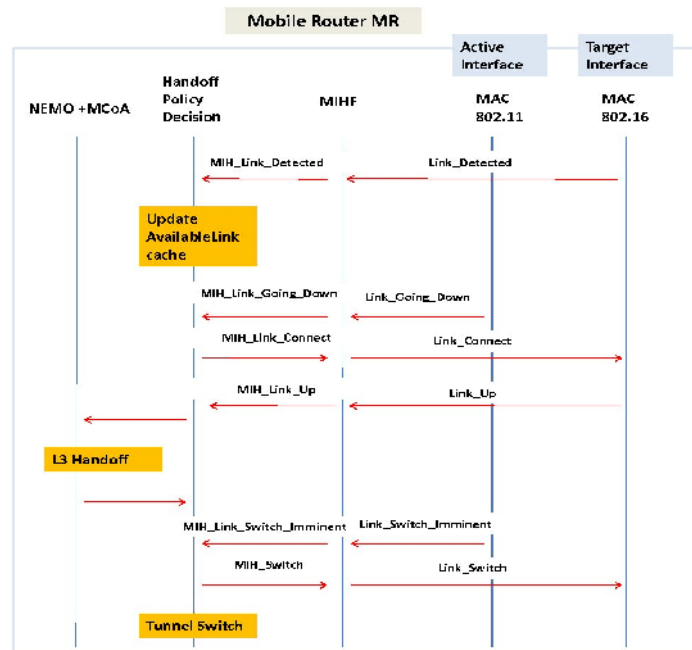 Mobile Router MR
Active
Interface
Target
Interface
NEMO +MCoA
Handoff
Policy
Decision
MIHF
MAC
802.11
MAC
802.16
MIH_Link_Detected
Link_Detected
Update
AvailableLink
cache
MIH_Link_Going_Down
Link_Going_Down
MIH_Link_Connect
Link_Connect
MIH_Link_Up
Link_Up
L3 Handoff
MIH_Link_Switch_Imminent
Link_Switch_Imminent
MIH_Switch
Link_Switch
Tunnel Switch